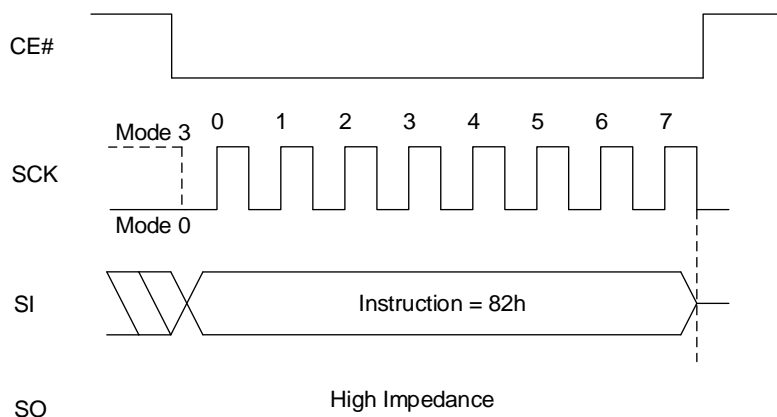 CE#
Mode 3
0 1 2 3 4 5 6 7
SCK
Mode 0
SI
Instruction = 82h
SO
High Impedance